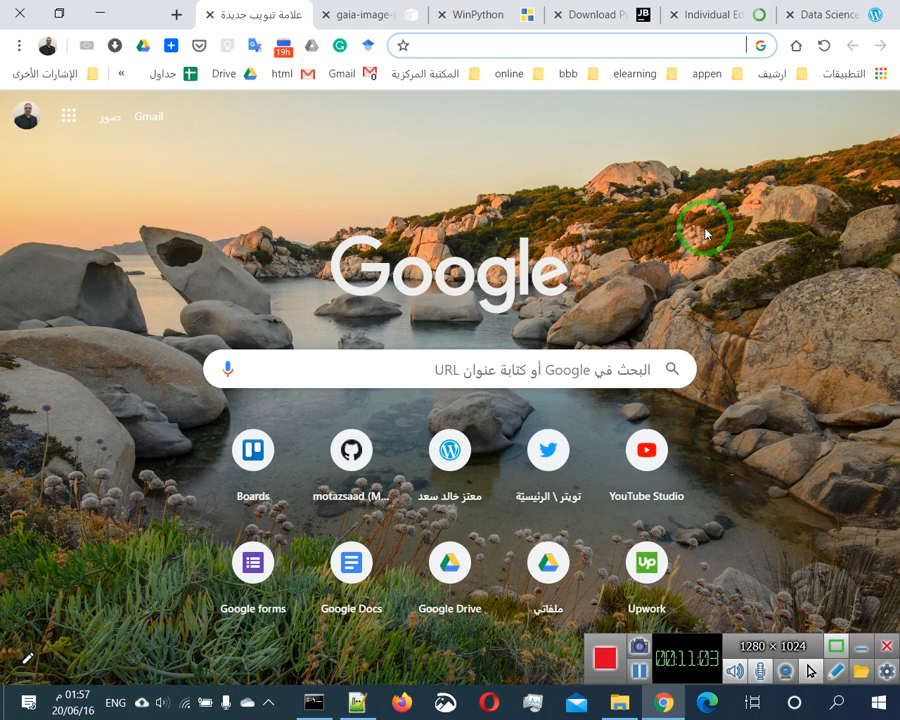 Data Science
Individual Ed
Download P
WinPython
gaia-image-
علامة تبويب جديدة
19h
التطبيقات
ارشيف
appen
elearning
bbb
online
المكتبة المركزية
Gmail
html
Drive
جداول
»
الإشارات الأخرى
صور
Gmail
Google
البحث في Google أو كتابة عنوان URL
Boards
motazsaad (M...
معتز خالد سعد
تويتر \ الرئيسيّة
YouTube Studio
Google forms
Google Docs
Google Drive
ملفاتي
Upwork
Up
00:11:03
1280 × 1024
01:57 م
20/06/16
ENG